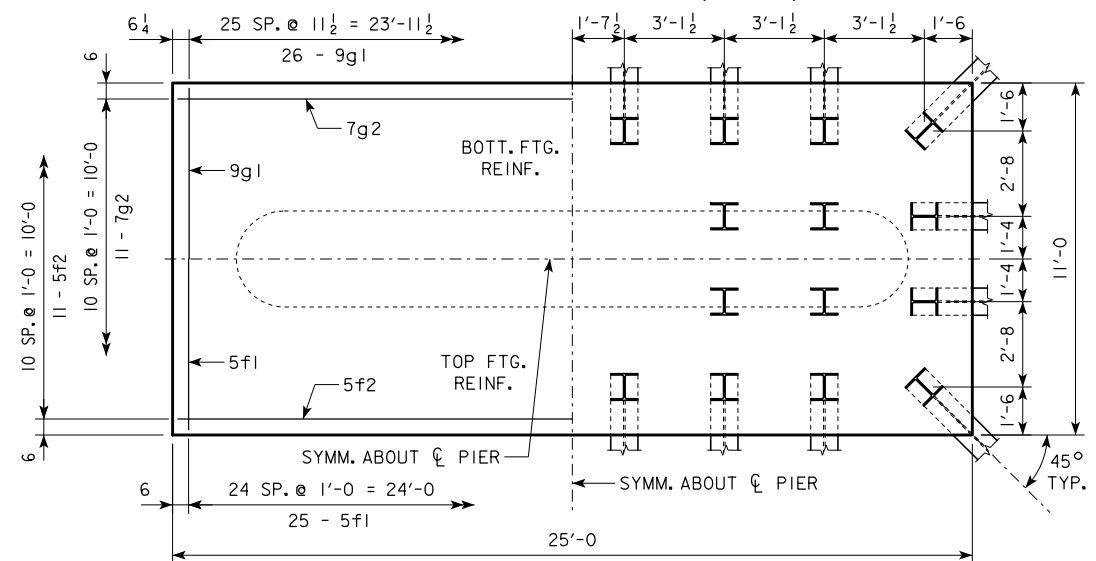 6¼
25 SP. @ 11½ = 23'-11½
26 - 9g1
1'-7½
3'-1½
3'-1½
3'-1½
1'-6
6
7g2
BOTT. FTG.
REINF.
9g1
10 SP. @ 1'-0 = 10'-0
11 - 5f2
10 SP. @ 1'-0 = 10'-0
11 - 7g2
1'-6
2'-8
1'-4
1'-4
2'-8
1'-6
11'-0
5f1
TOP FTG.
REINF.
5f2
6
SYMM. ABOUT ℄ PIER
SYMM. ABOUT ℄ PIER
45°
TYP.
6
24 SP. @ 1'-0 = 24'-0
25 - 5f1
25'-0